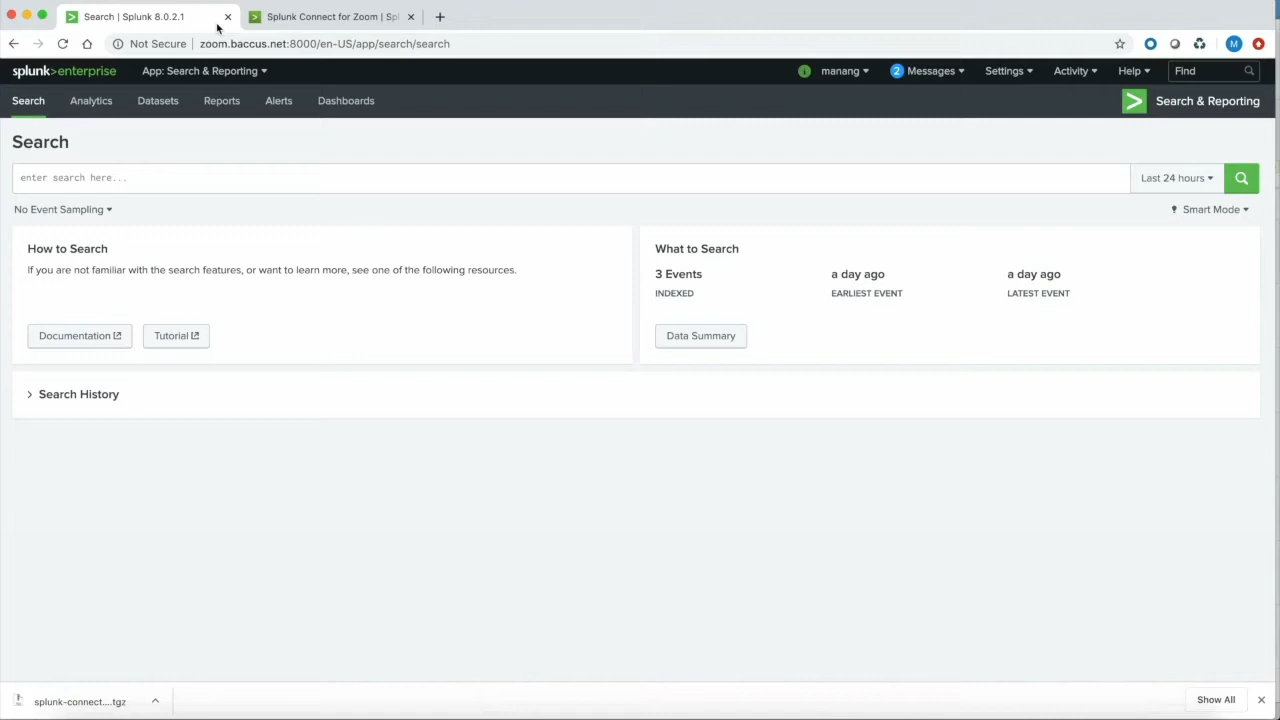 Search | Splunk 8.0.2.1
Splunk Connect for Zoom | Spl
Not Secure
zoom.baccus.net:8000/en-US/app/search/search
M
splunk>enterprise
App: Search & Reporting
i
manang
2 Messages
Settings
Activity
Help
Find
Search
Analytics
Datasets
Reports
Alerts
Dashboards
Search & Reporting
Search
enter search here...
Last 24 hours
No Event Sampling
Smart Mode
How to Search
If you are not familiar with the search features, or want to learn more, see one of the following resources.
Documentation
Tutorial
What to Search
3 Events
INDEXED
a day ago
EARLIEST EVENT
a day ago
LATEST EVENT
Data Summary
Search History
splunk-connect....tgz
Show All